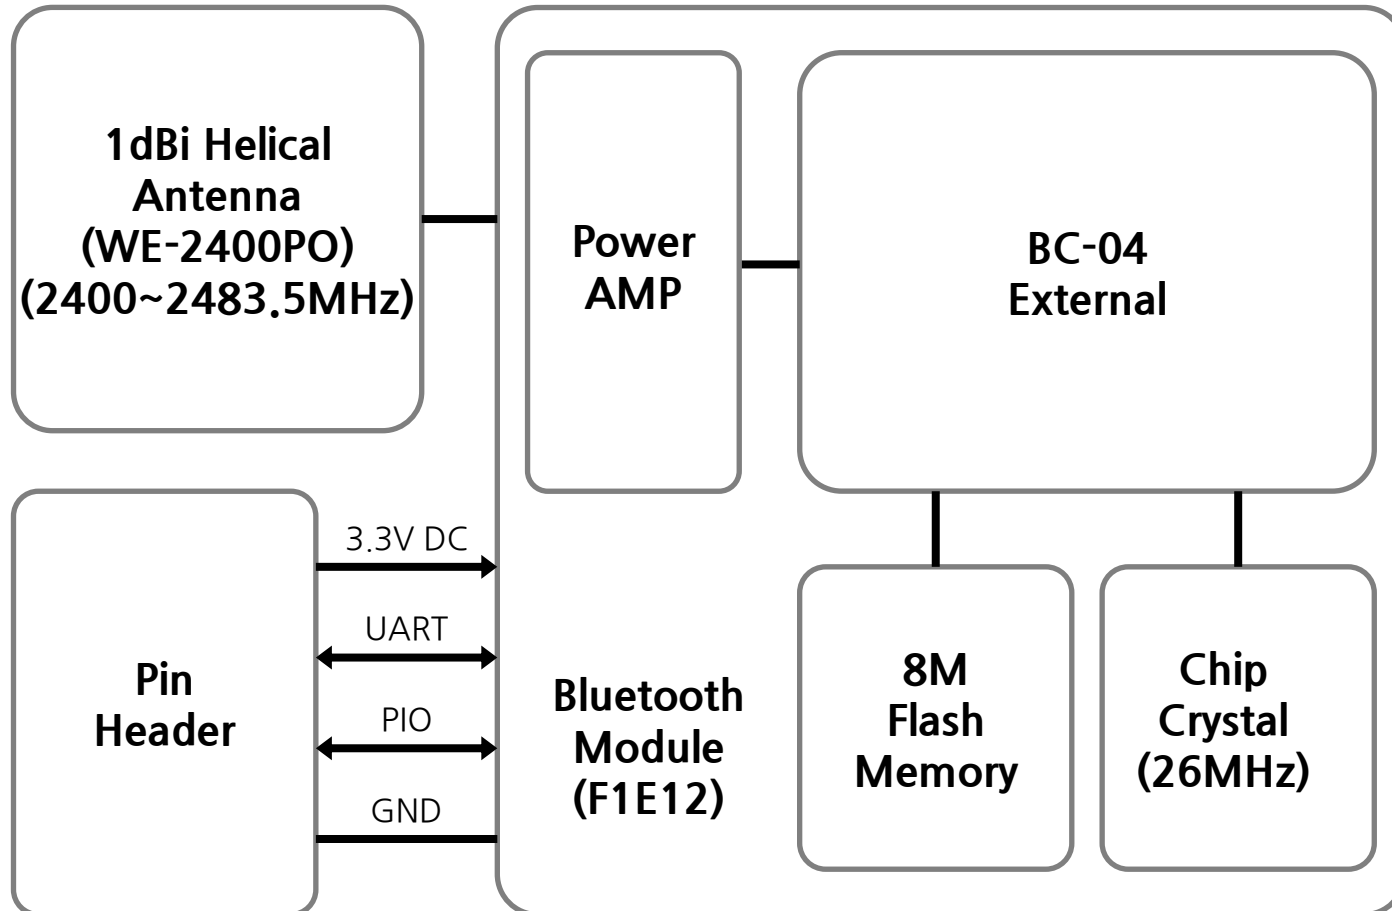 1dBi Helical
Antenna
(WE-2400PO)
(2400~2483.5MHz)
Power
AMP
BC-04
External
Pin
Header
3.3V DC
UART
PIO
GND
Bluetooth
Module
(F1E12)
8M
Flash
Memory
Chip
Crystal
(26MHz)